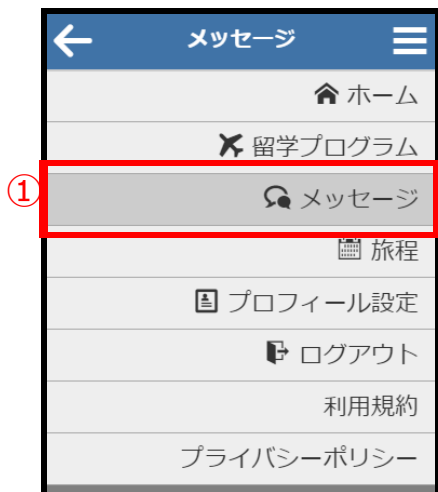 メッセージ
ホーム
留学プログラム
① メッセージ
旅程
プロフィール設定
ログアウト
利用規約
プライバシーポリシー